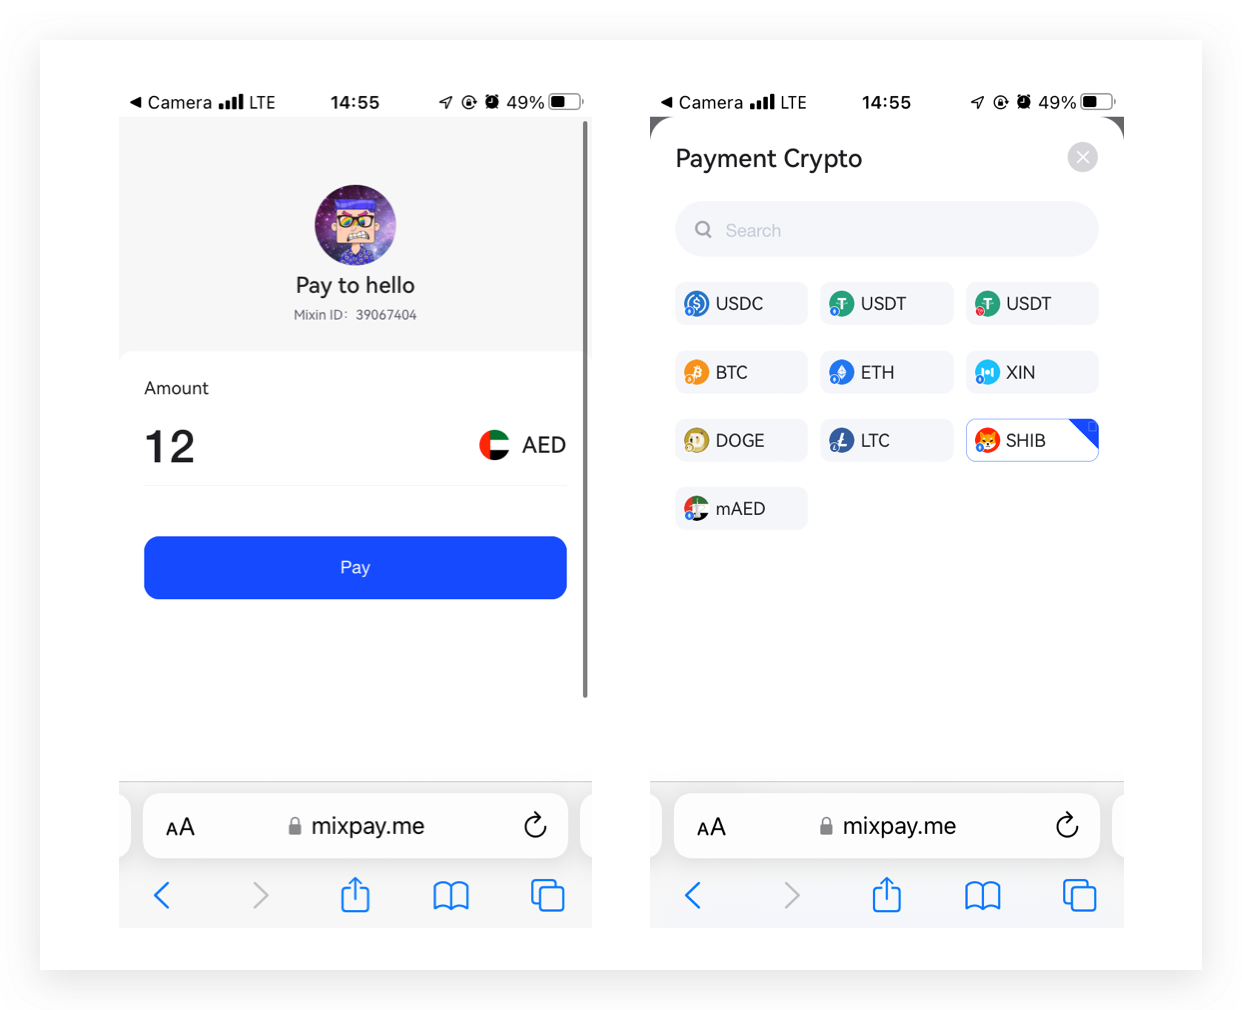 Camera LTE 14:55 49%
Pay to hello
Mixin ID: 39067404
Amount
12 AED
Pay
AA mixpay.me
Camera LTE 14:55 49%
Payment Crypto
Search
USDC USDT USDT
BTC ETH XIN
DOGE LTC SHIB
mAED
AA mixpay.me